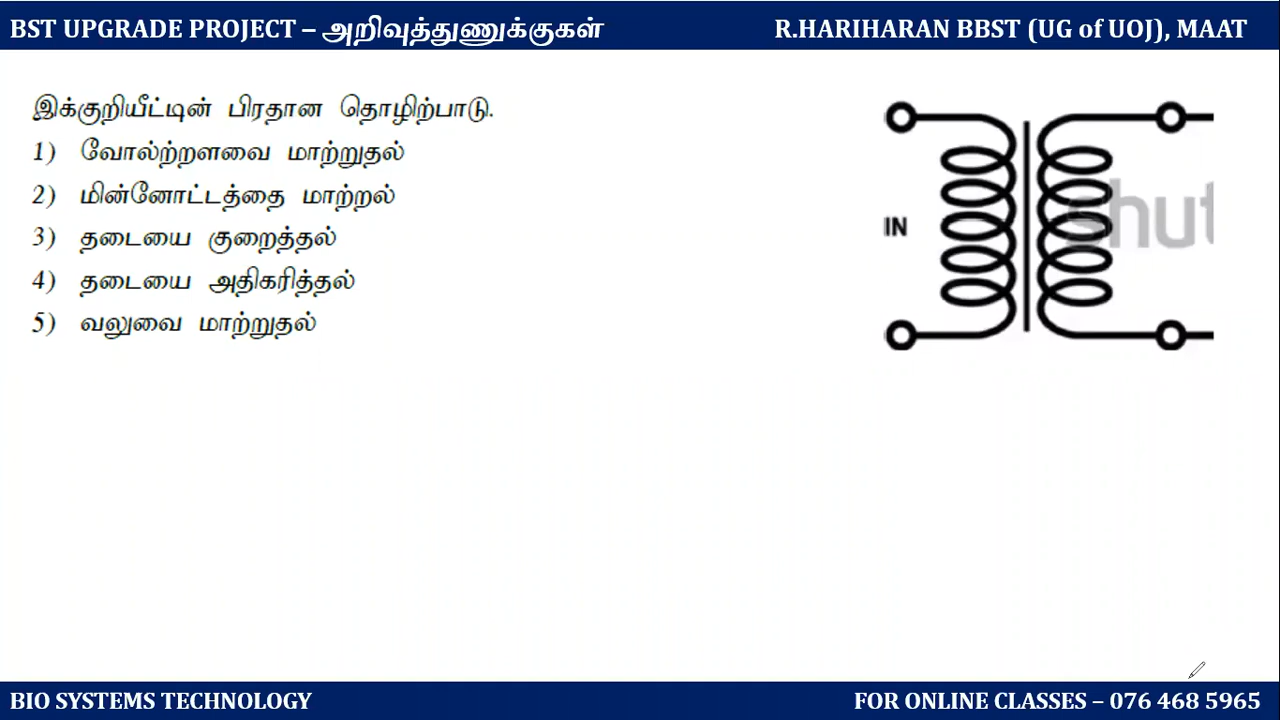 BST UPGRADE PROJECT – அறிவுத்துணுக்குகள்
R.HARIHARAN BBST (UG of UOJ), MAAT
இக்குறியீட்டின் பிரதான தொழிற்பாடு.
1) வோல்ற்றளவை மாற்றுதல்
2) மின்னோட்டத்தை மாற்றல்
3) தடையை குறைத்தல்
4) தடையை அதிகரித்தல்
5) வலுவை மாற்றுதல்
IN
shut
BIO SYSTEMS TECHNOLOGY
FOR ONLINE CLASSES – 076 468 5965